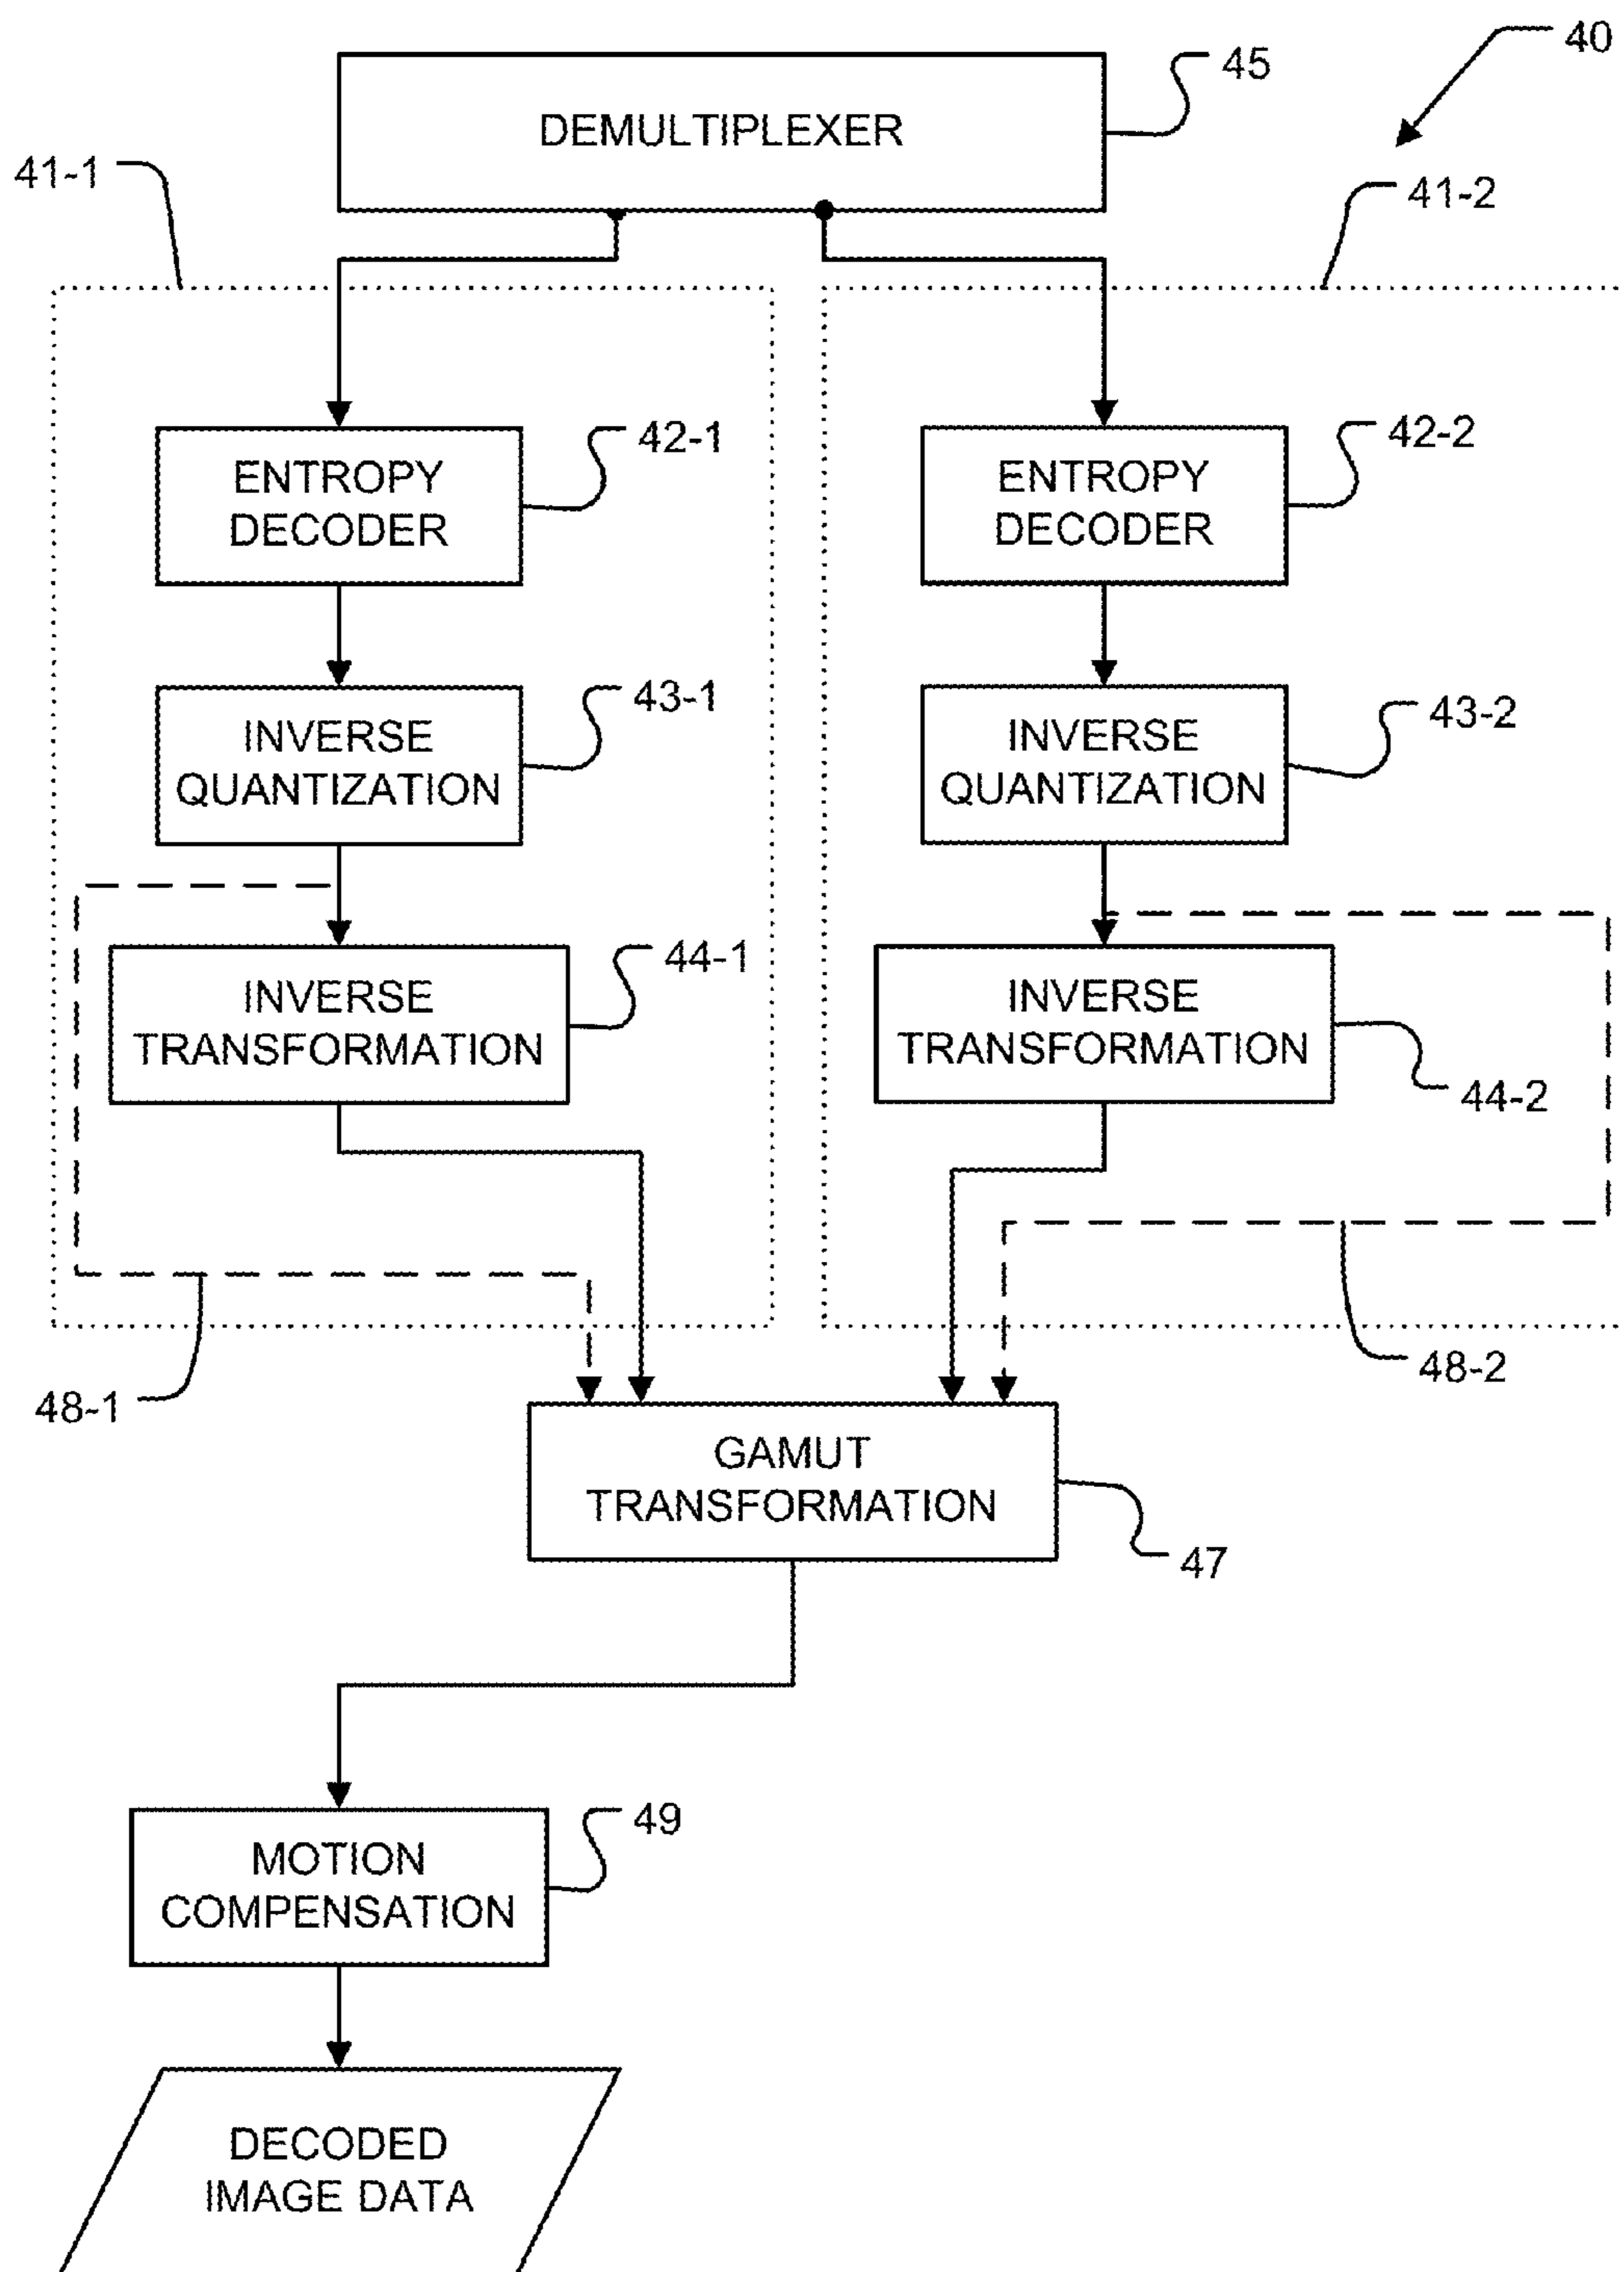 40
45
DEMULTIPLEXER
41-1
41-2
42-1
42-2
ENTROPY
DECODER
ENTROPY
DECODER
43-1
43-2
INVERSE
QUANTIZATION
INVERSE
QUANTIZATION
44-1
INVERSE
TRANSFORMATION
INVERSE
TRANSFORMATION
44-2
48-1
48-2
GAMUT
TRANSFORMATION
47
49
MOTION
COMPENSATION
DECODED
IMAGE DATA